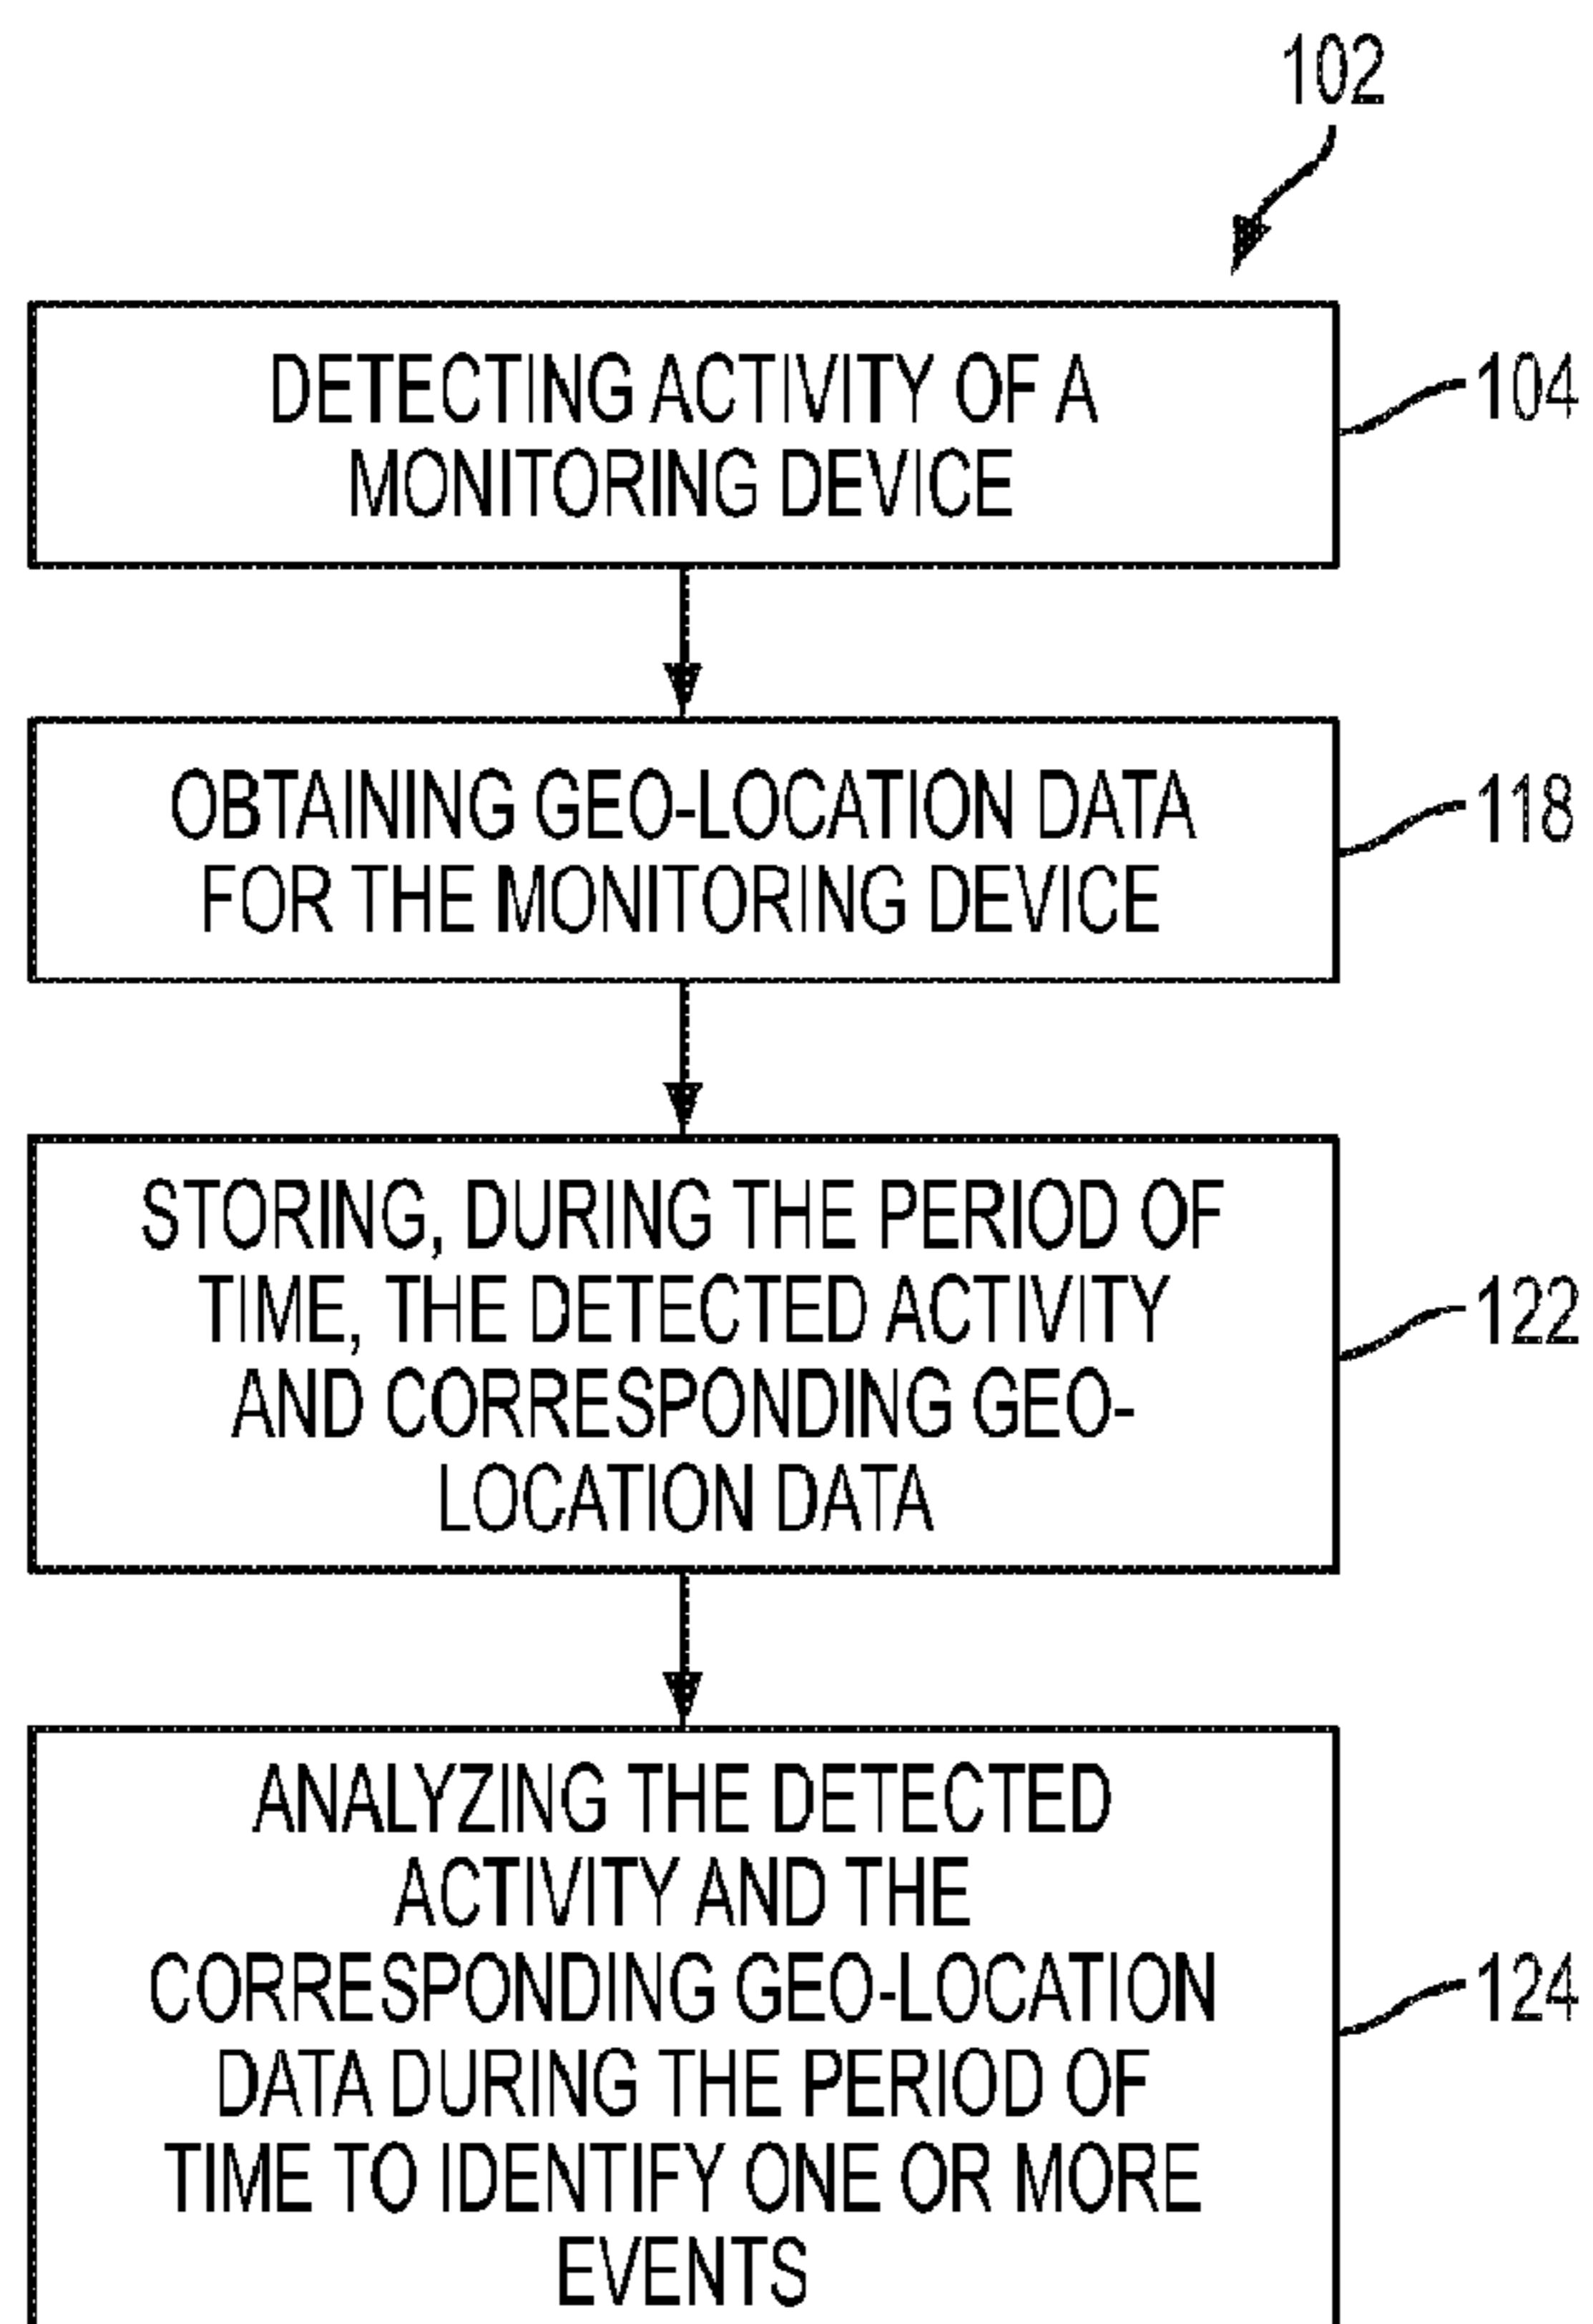 102
DETECTING ACTIVITY OF A
MONITORING DEVICE
104
OBTAINING GEO-LOCATION DATA
FOR THE MONITORING DEVICE
118
STORING, DURING THE PERIOD OF
TIME, THE DETECTED ACTIVITY
AND CORRESPONDING GEO-
LOCATION DATA
122
ANALYZING THE DETECTED
ACTIVITY AND THE
CORRESPONDING GEO-LOCATION
DATA DURING THE PERIOD OF
TIME TO IDENTIFY ONE OR MORE
EVENTS
124